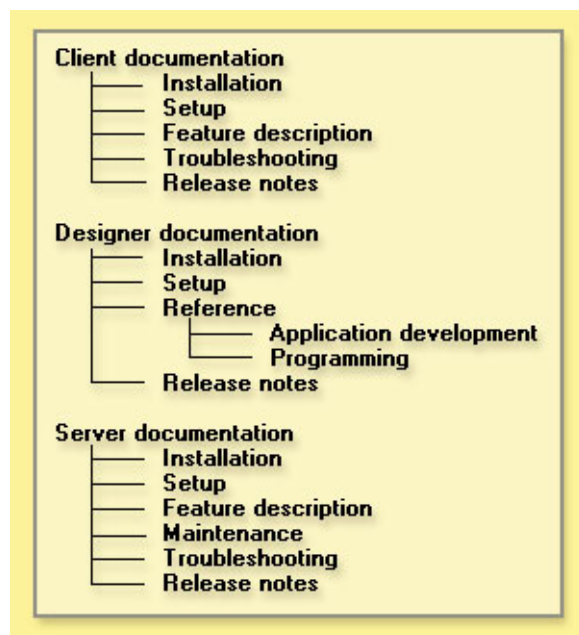 Client documentation
Installation
Setup
Feature description
Troubleshooting
Release notes
Designer documentation
Installation
Setup
Reference
Application development
Programming
Release notes
Server documentation
Installation
Setup
Feature description
Maintenance
Troubleshooting
Release notes